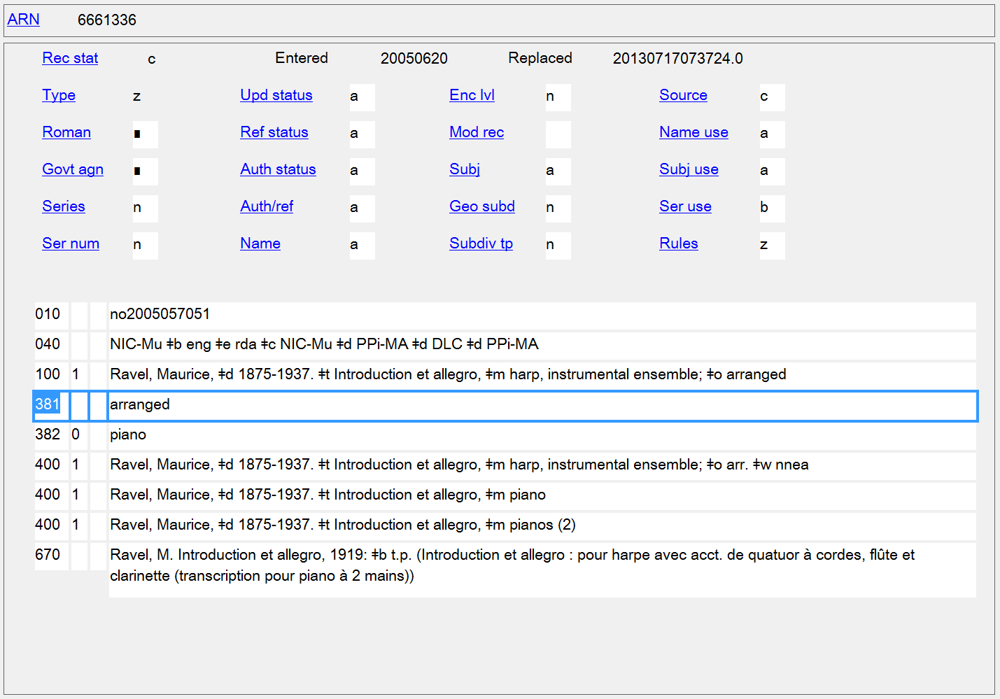 ARN 6661336
Rec stat c Entered 20050620 Replaced 20130717073724.0
Type z Upd status a Enc lvl n Source c
Roman ∎ Ref status a Mod rec Name use a
Govt agn ∎ Auth status a Subj a Subj use a
Series n Auth/ref a Geo subd n Ser use b
Ser num n Name a Subdiv tp n Rules z
010 no2005057051
040 NIC-Mu ǂb eng ǂe rda ǂc NIC-Mu ǂd PPi-MA ǂd DLC ǂd PPi-MA
100 1 Ravel, Maurice, ǂd 1875-1937. ǂt Introduction et allegro, ǂm harp, instrumental ensemble; ǂo arranged
381 arranged
382 0 piano
400 1 Ravel, Maurice, ǂd 1875-1937. ǂt Introduction et allegro, ǂm harp, instrumental ensemble; ǂo arr. ǂw nnea
400 1 Ravel, Maurice, ǂd 1875-1937. ǂt Introduction et allegro, ǂm piano
400 1 Ravel, Maurice, ǂd 1875-1937. ǂt Introduction et allegro, ǂm pianos (2)
670 Ravel, M. Introduction et allegro, 1919: ǂb t.p. (Introduction et allegro : pour harpe avec acct. de quatuor à cordes, flûte et
clarinette (transcription pour piano à 2 mains))